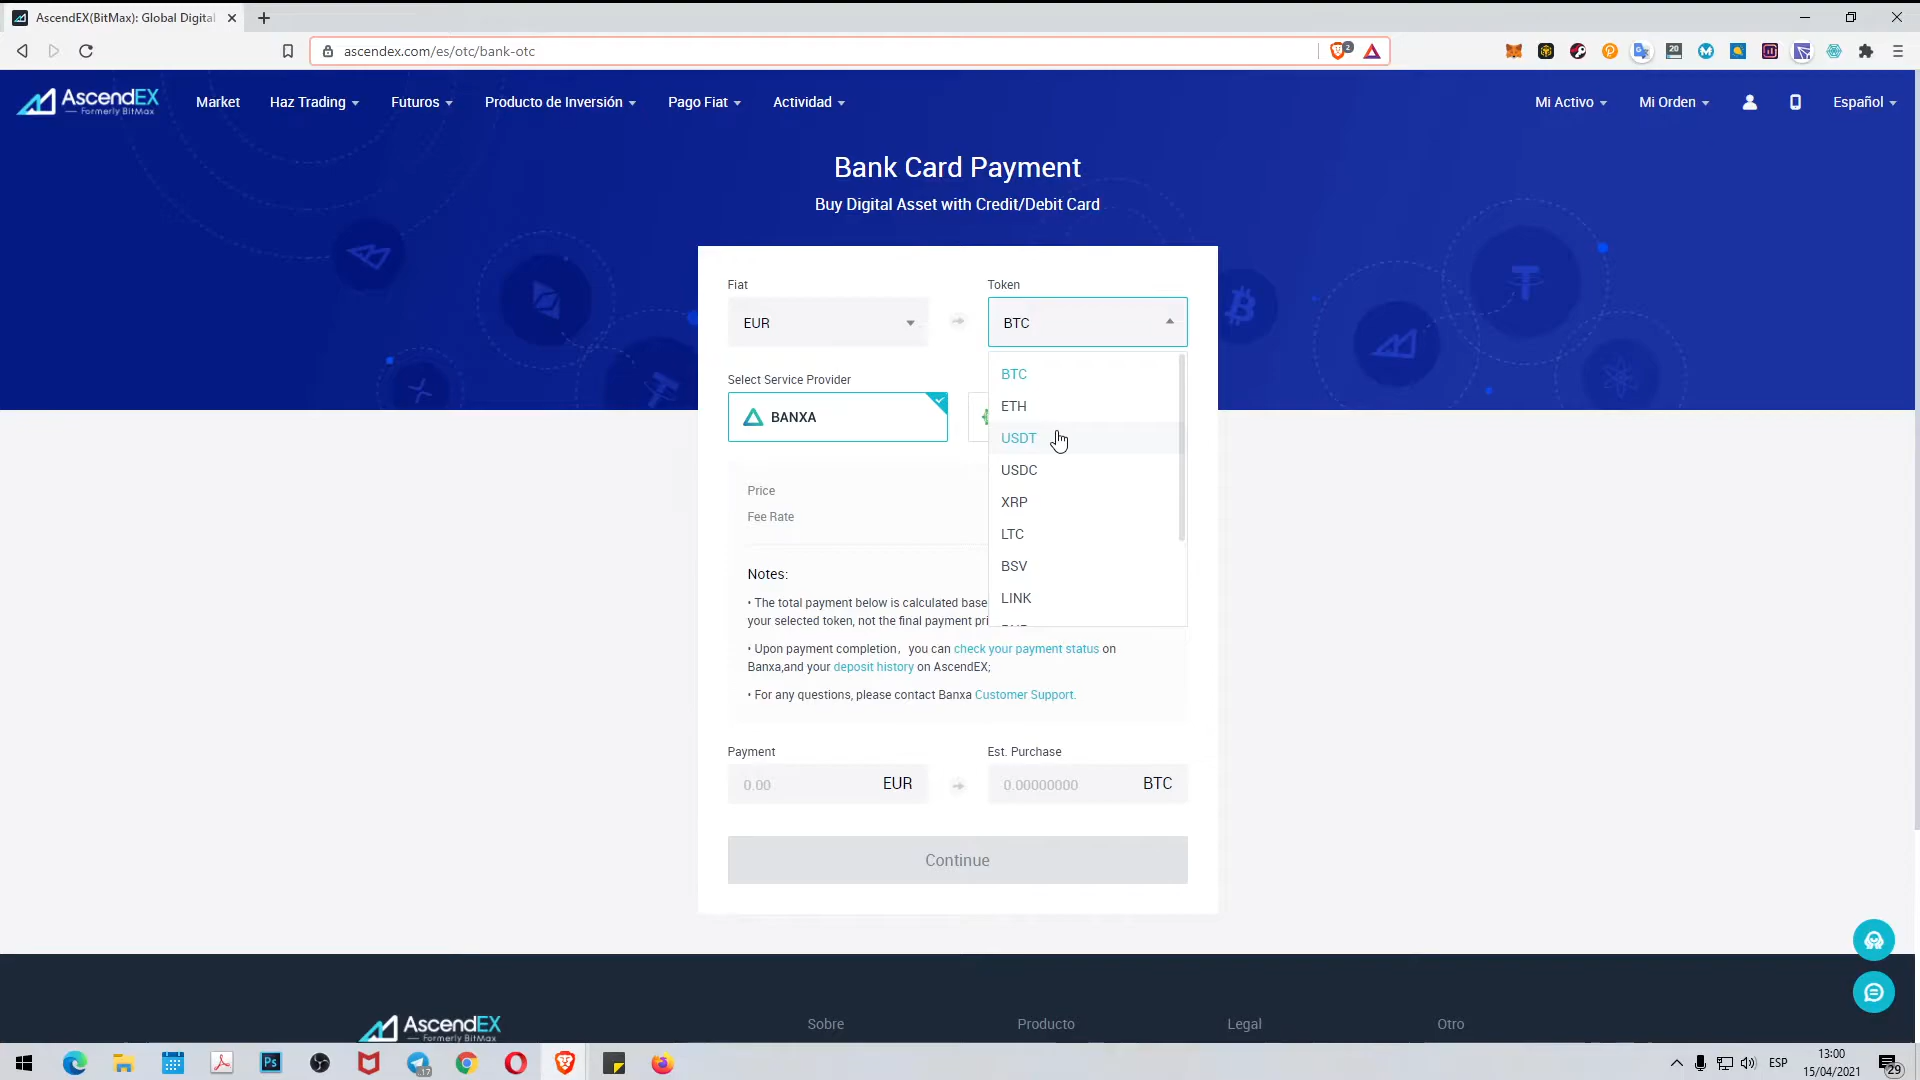 AscendEX(BitMax): Global Digital
ascendex.com/es/otc/bank-otc
2
20
AscendEX
Formerly BitMax
Market
Haz Trading
Futuros
Producto de Inversión
Pago Fiat
Actividad
Mi Activo
Mi Orden
Español
Bank Card Payment
Buy Digital Asset with Credit/Debit Card
Fiat
Token
EUR
BTC
BTC
ETH
USDT
USDC
XRP
LTC
BSV
LINK
Select Service Provider
BANXA
Price
Fee Rate
Notes:
• The total payment below is calculated base
your selected token, not the final payment pri
• Upon payment completion，you can check your payment status on
Banxa,and your deposit history on AscendEX;
• For any questions, please contact Banxa Customer Support.
Payment
Est. Purchase
0.00 EUR
0.00000000 BTC
Continue
AscendEX
Formerly BitMax
Sobre
Producto
Legal
Otro
Ps
17
ESP
13:00
15/04/2021
29